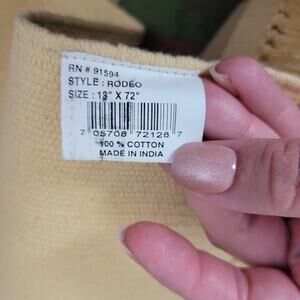 RN # 91594
STYLE : RODEO
SIZE : 13" X 72"
7 05708 72128 7
100 % COTTON
MADE IN INDIA